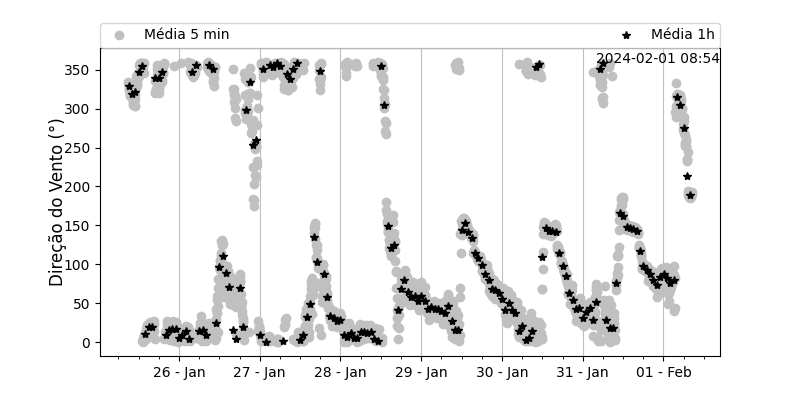 Média 5 min
Média 1h
2024-02-01 08:54
Direção do Vento (°)
350
300
250
200
150
100
50
0
26 - Jan
27 - Jan
28 - Jan
29 - Jan
30 - Jan
31 - Jan
01 - Feb